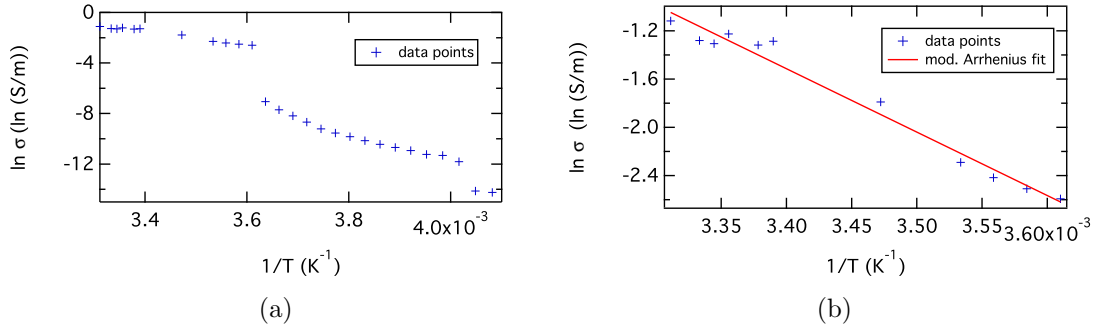 0
-4
-8
-12
ln σ (ln (S/m))
data points
3.4
3.6
3.8
4.0x10⁻³
1/T (K⁻¹)
(a)
-1.2
-1.6
-2.0
-2.4
ln σ (ln (S/m))
data points
mod. Arrhenius fit
3.35
3.40
3.45
3.50
3.55
3.60x10⁻³
1/T (K⁻¹)
(b)